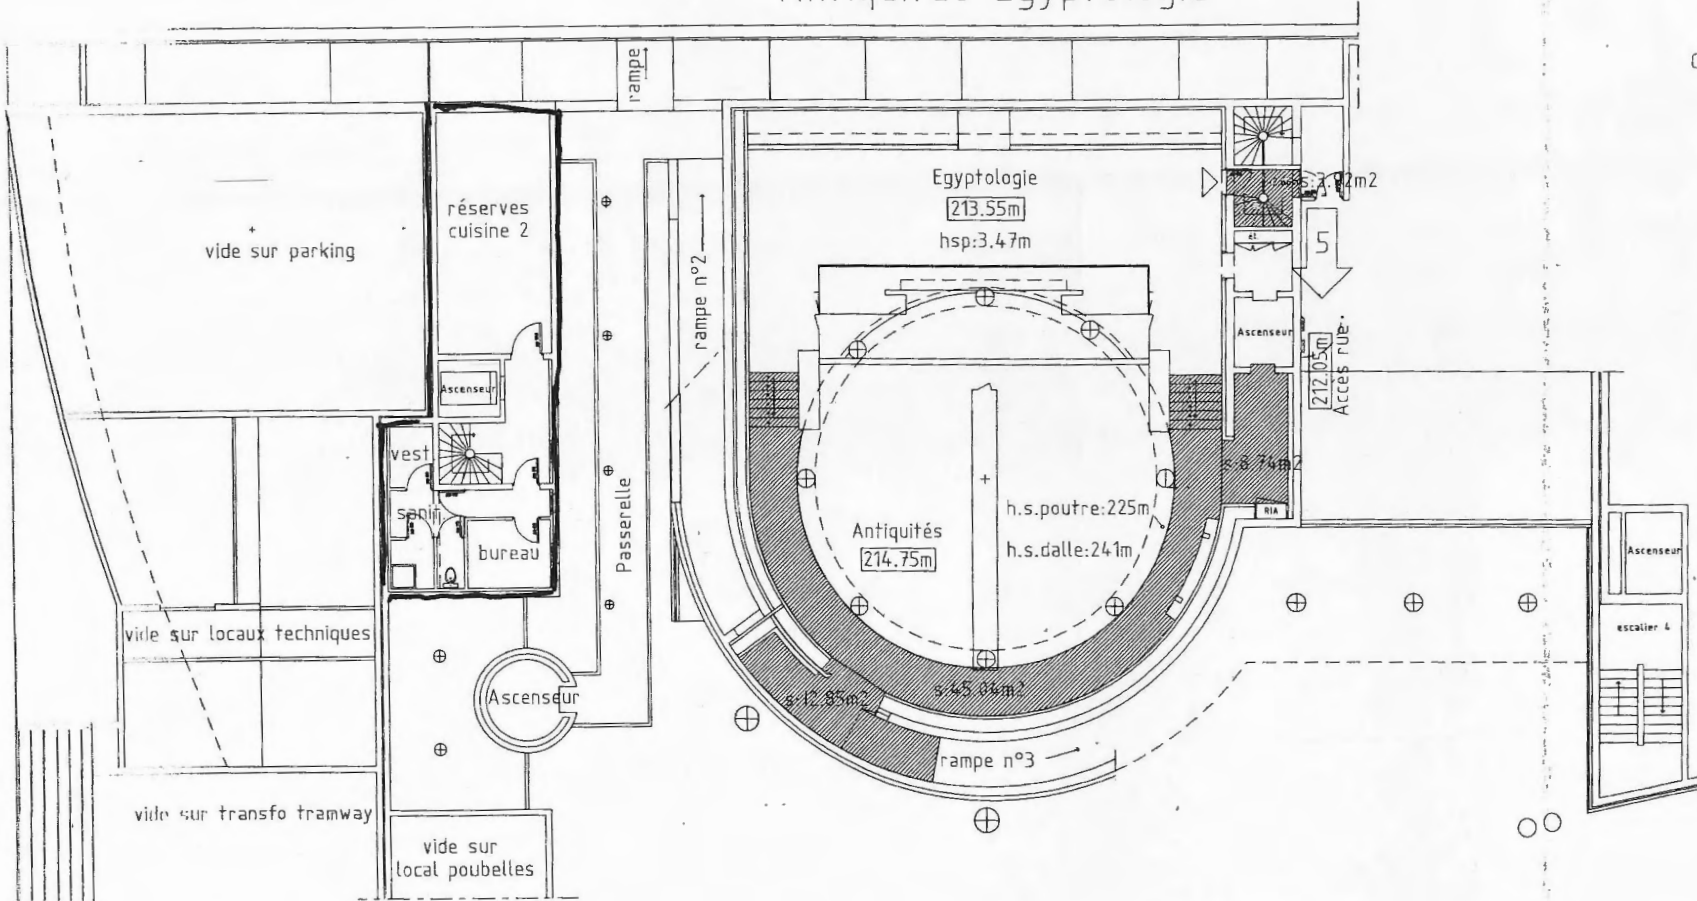 rampe
Egyptologie
213.55m
hsp:3.47m
réserves
cuisine 2
vide sur parking
rampe n°2
5
Ascenseur
212.05m
Accès rue
Ascenseur
vest.
sanit.
bureau
Passerelle
s:8.74m2
RIA
h.s.poutre:225m
h.s.dalle:241m
Antiquités
214.75m
Ascenseur
escalier 4
vide sur locaux techniques
Ascenseur
s:12.85m2
s:45.04m2
rampe n°3
vide sur transfo tramway
vide sur
local poubelles